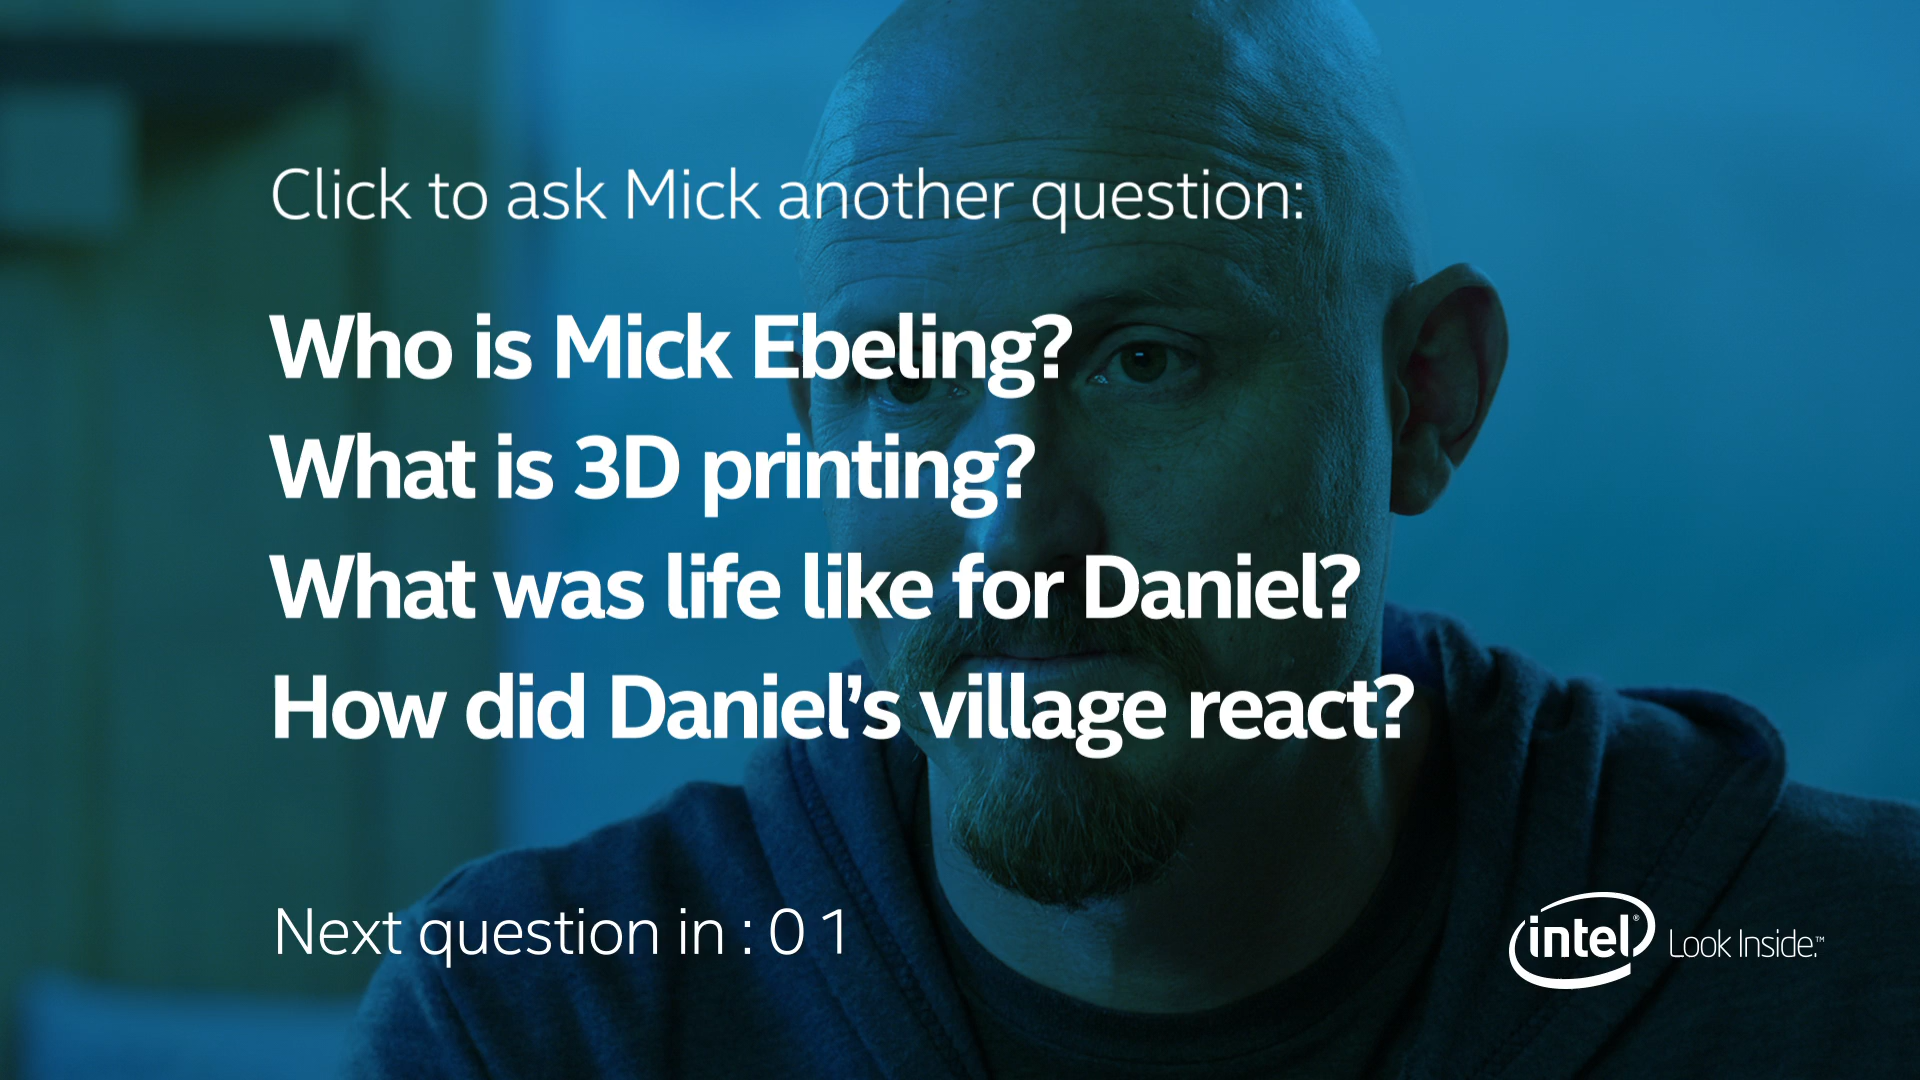 Click to ask Mick another question:
Who is Mick Ebeling?
What is 3D printing?
What was life like for Daniel?
How did Daniel’s village react?
Next question in : 0 1
intel® Look Inside.™